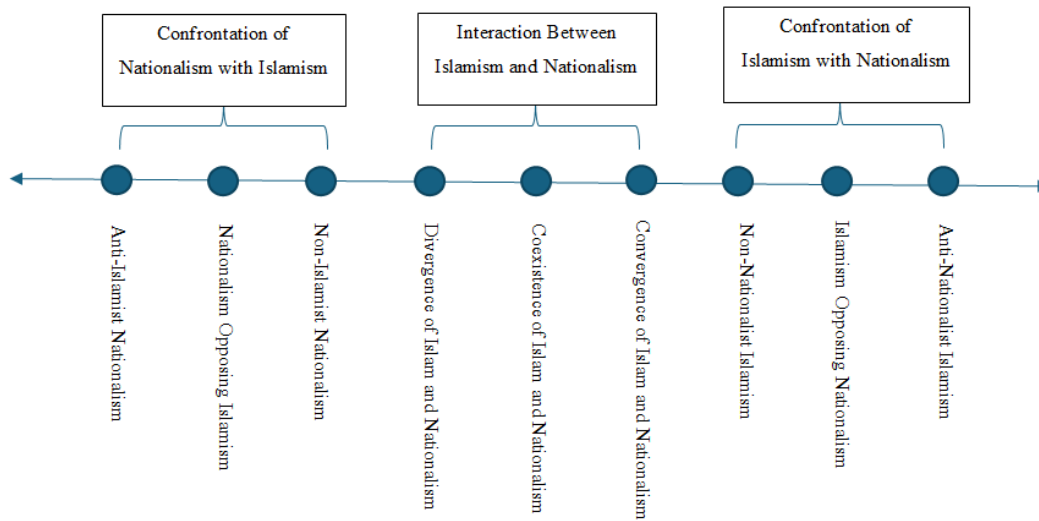 Confrontation of
Nationalism with Islamism
Interaction Between
Islamism and Nationalism
Confrontation of
Islamism with Nationalism
Anti-Islamist Nationalism
Nationalism Opposing Islamism
Non-Islamist Nationalism
Divergence of Islam and Nationalism
Coexistence of Islam and Nationalism
Convergence of Islam and Nationalism
Non-Nationalist Islamism
Islamism Opposing Nationalism
Anti-Nationalist Islamism